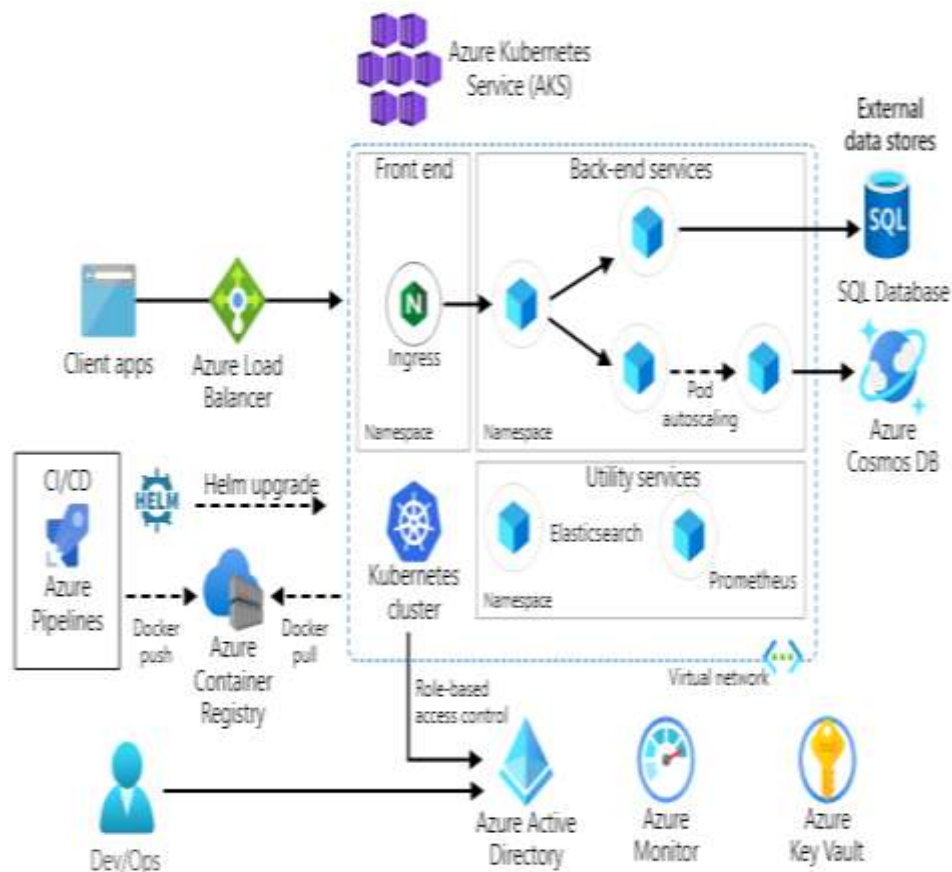 Azure Kubernetes
Service (AKS)
External
data stores
Front end
Back-end services
SQL
SQL Database
Client apps
Azure Load
Balancer
N
Ingress
Pod
autoscaling
Namespace
Namespace
Azure
Cosmos DB
CI/CD
HELM
Helm upgrade
Utility services
Elasticsearch
Prometheus
Namespace
Kubernetes
cluster
Azure
Pipelines
Docker
push
Docker
pull
Azure
Container
Registry
Virtual network
Role-based
access control
Dev/Ops
Azure Active
Directory
Azure
Monitor
Azure
Key Vault